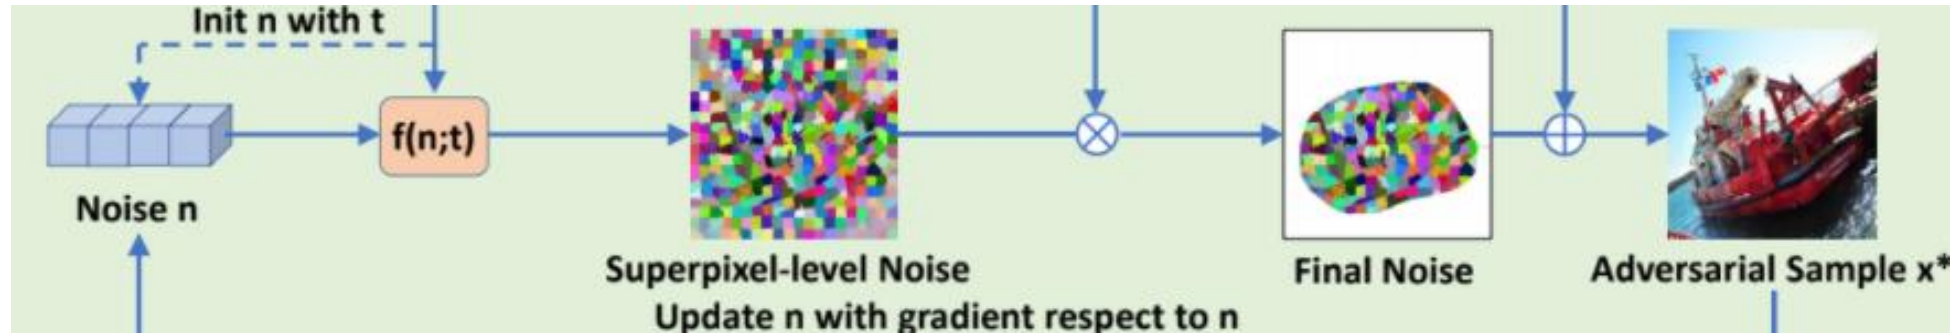 Init n with t
f(n;t)
Noise n
Superpixel-level Noise
Final Noise
Adversarial Sample x*
Update n with gradient respect to n